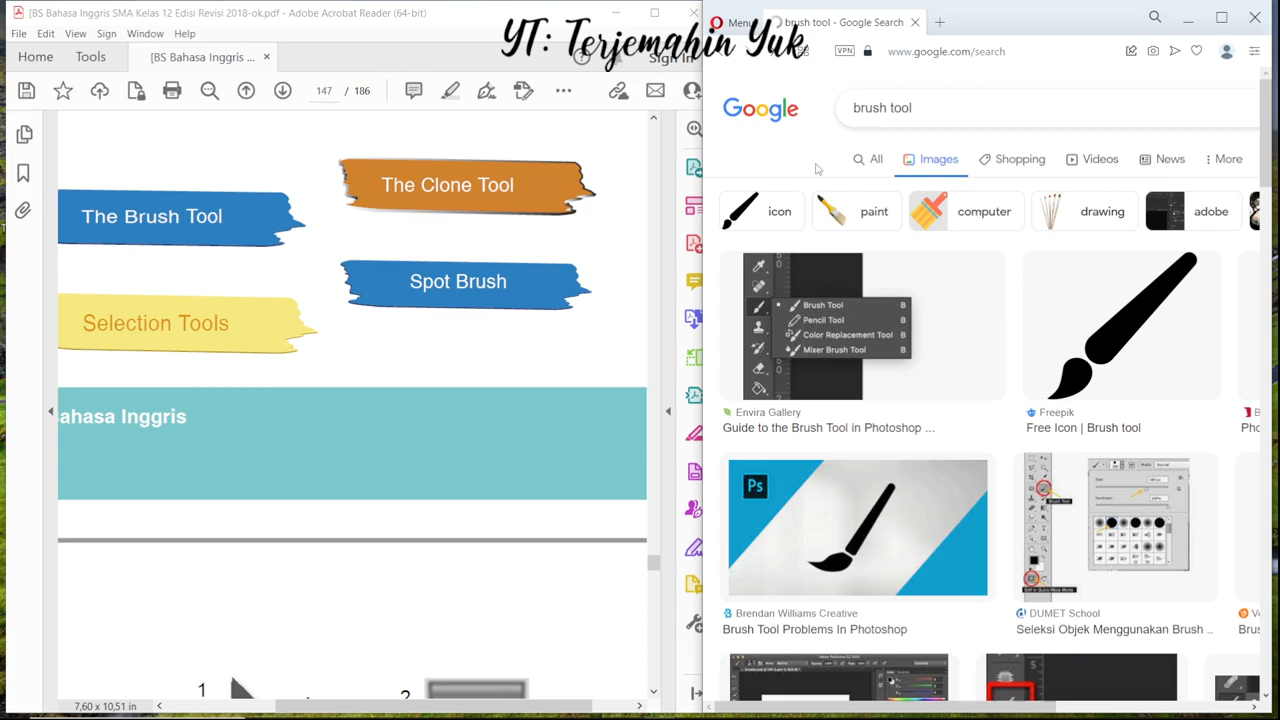 [BS Bahasa Inggris SMA Kelas 12 Edisi Revisi 2018-ok.pdf - Adobe Acrobat Reader (64-bit)
File Edit View Sign Window Help
Home Tools [BS Bahasa Inggris ... Sign In
YT: Terjemahin Yuk
147 / 186
The Brush Tool
The Clone Tool
Spot Brush
Selection Tools
Bahasa Inggris
1
2
7,60 x 10,51 in
Menu brush tool - Google Search
VPN www.google.com/search
Google brush tool
All Images Shopping Videos News More
icon paint computer drawing adobe
Brush Tool B
Pencil Tool B
Color Replacement Tool B
Mixer Brush Tool B
Envira Gallery
Guide to the Brush Tool in Photoshop ...
Freepik
Free Icon | Brush tool
Ps
Brendan Williams Creative
Brush Tool Problems In Photoshop
DUMET School
Seleksi Objek Menggunakan Brush ...